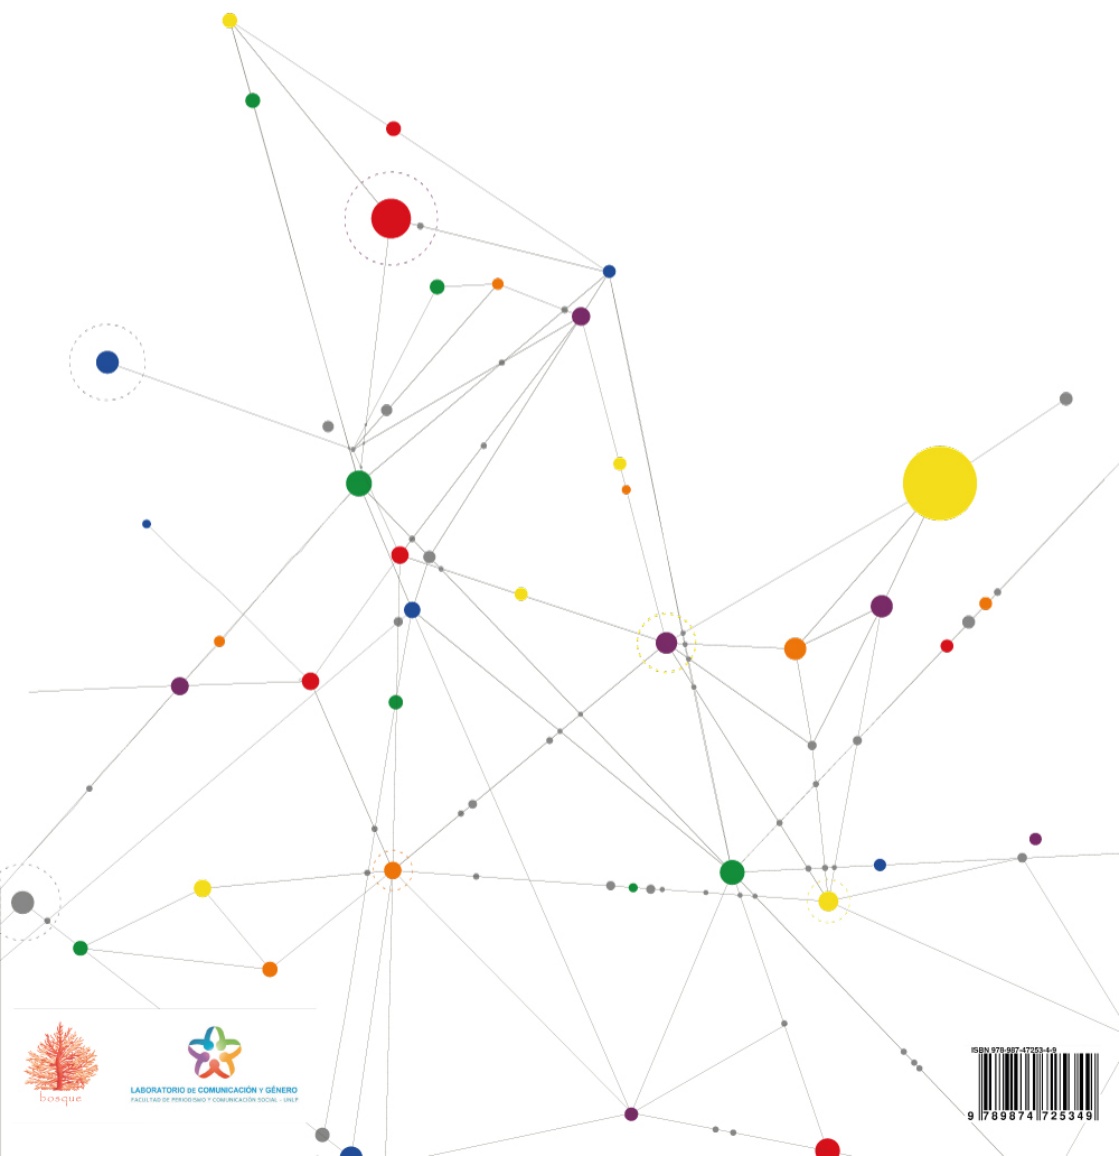 bosque
LABORATORIO DE COMUNICACIÓN Y GÉNERO
FACULTAD DE PERIODISMO Y COMUNICACIÓN SOCIAL - UNLP
ISBN 978-987-47253-4-9
9 789874 725349